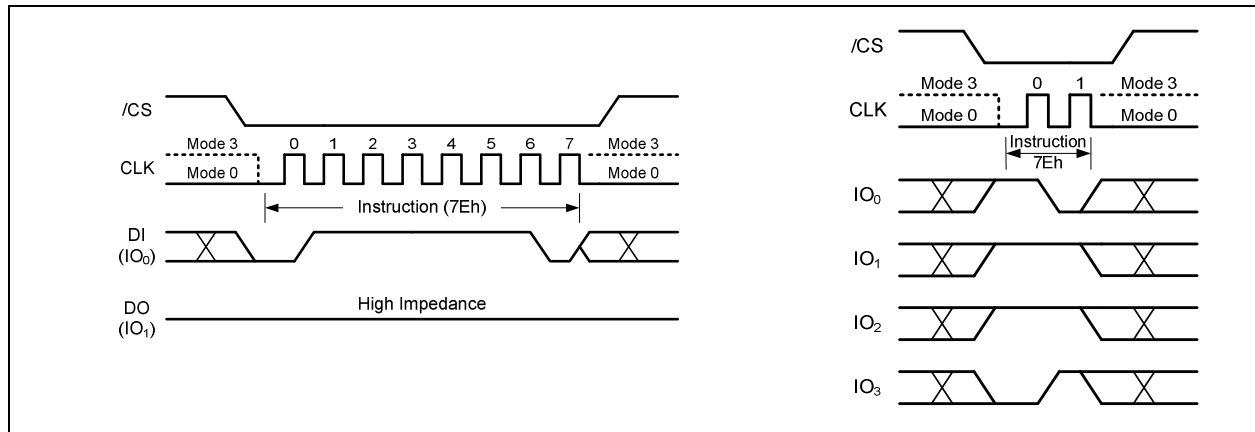 /CS
Mode 3 0 1 2 3 4 5 6 7 Mode 3
CLK
Mode 0 Mode 0
Instruction (7Eh)
DI
(IO₀)
DO
(IO₁)
High Impedance
/CS
Mode 3 0 1 Mode 3
CLK
Mode 0 Mode 0
Instruction
7Eh
IO₀
IO₁
IO₂
IO₃